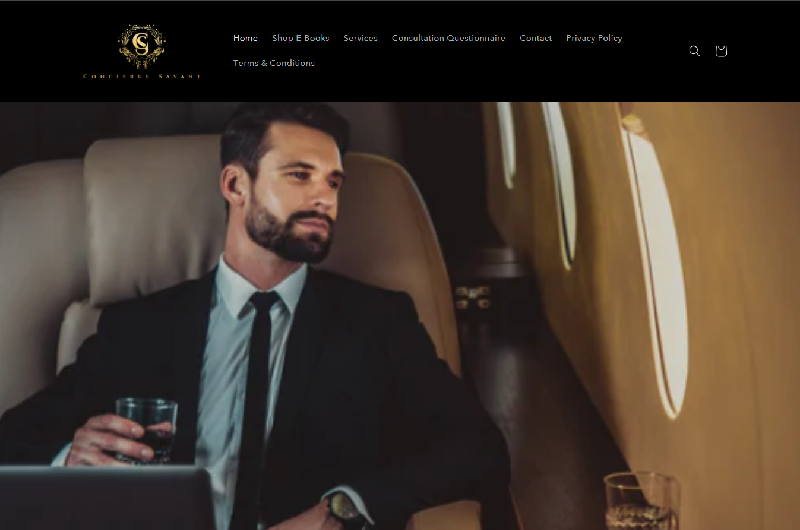 CS
CONCIERGE SAVANT
Home Shop E-Books Services Consultation Questionnaire Contact Privacy Policy
Terms & Conditions